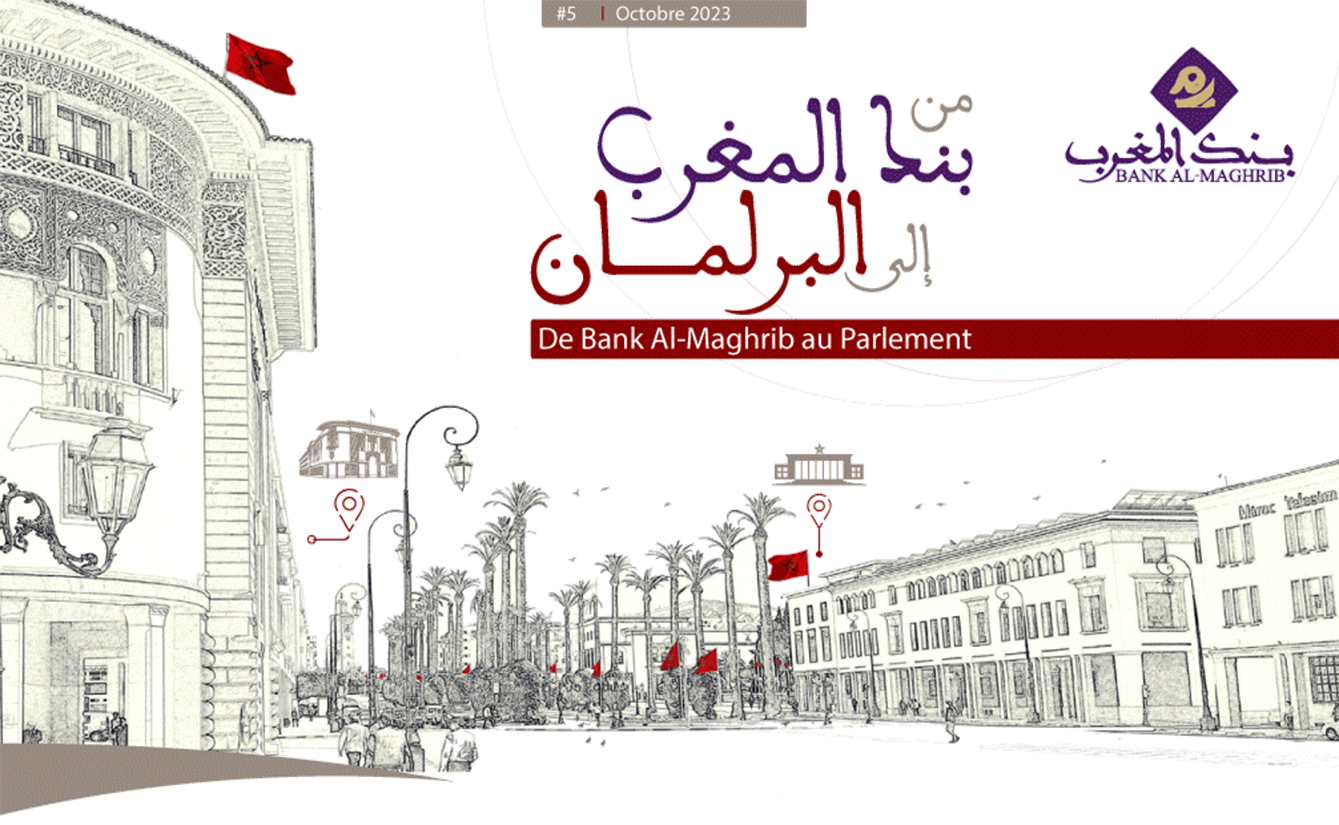 #5 | Octobre 2023
من
بنك المغرب
إلى البرلمان
De Bank Al-Maghrib au Parlement
بنك المغرب
BANK AL-MAGHRIB
Maroc Telecom